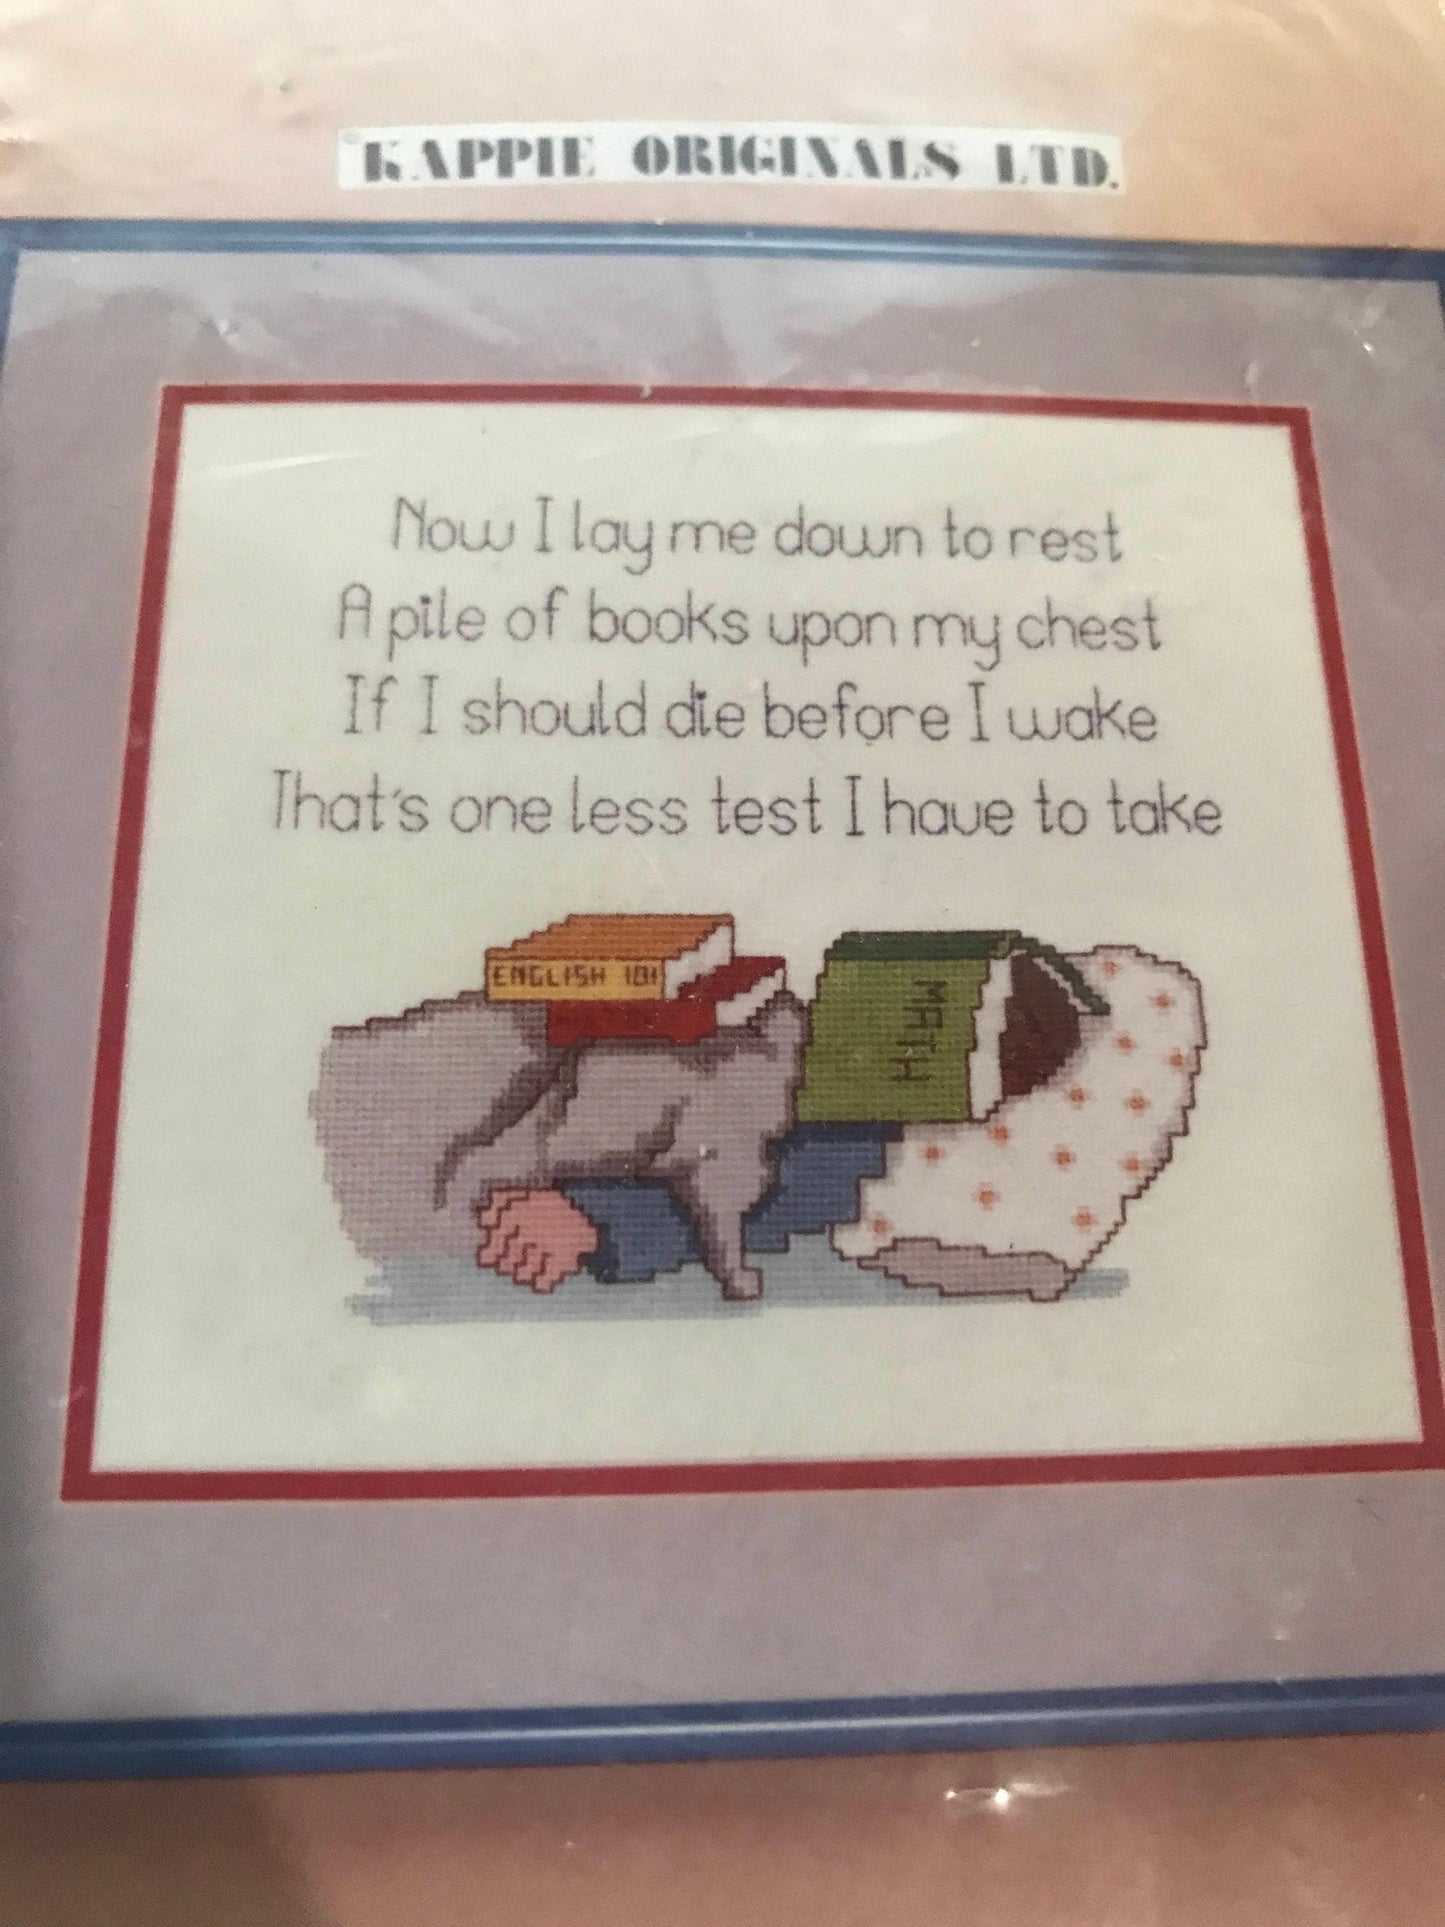 KAPPIE ORIGINALS LTD.
Now I lay me down to rest
A pile of books upon my chest
If I should die before I wake
That's one less test I have to take
ENGLISH 101
MATH